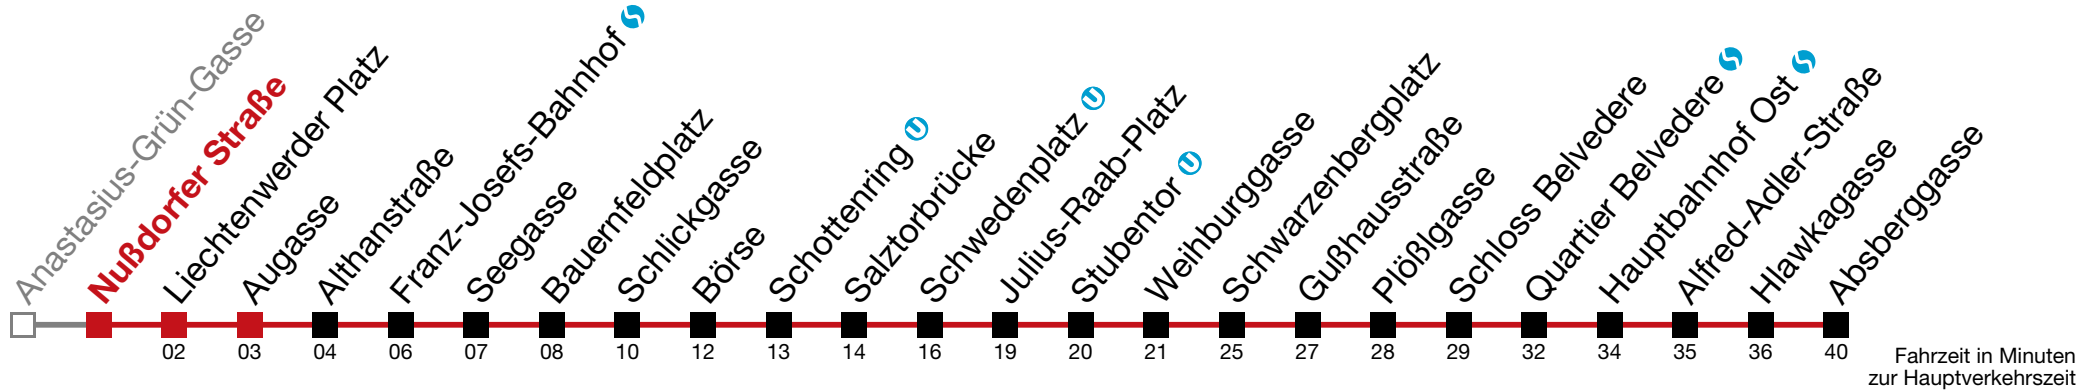 Anastasius-Grün-Gasse
Nußdorfer Straße
Liechtenwerder Platz
Augasse
Althanstraße
Franz-Josefs-Bahnhof
Seegasse
Bauernfeldplatz
Schlickgasse
Börse
Schottenring
Salztorbrücke
Schwedenplatz
Julius-Raab-Platz
Stubentor
Weihburggasse
Schwarzenbergplatz
Gußhausstraße
Plößlgasse
Schloss Belvedere
Quartier Belvedere
Hauptbahnhof Ost
Alfred-Adler-Straße
Hlawkagasse
Absberggasse
02 03 04 06 07 08 10 12 13 14 16 19 20 21 25 27 28 29 32 34 35 36 40
Fahrzeit in Minuten
zur Hauptverkehrszeit